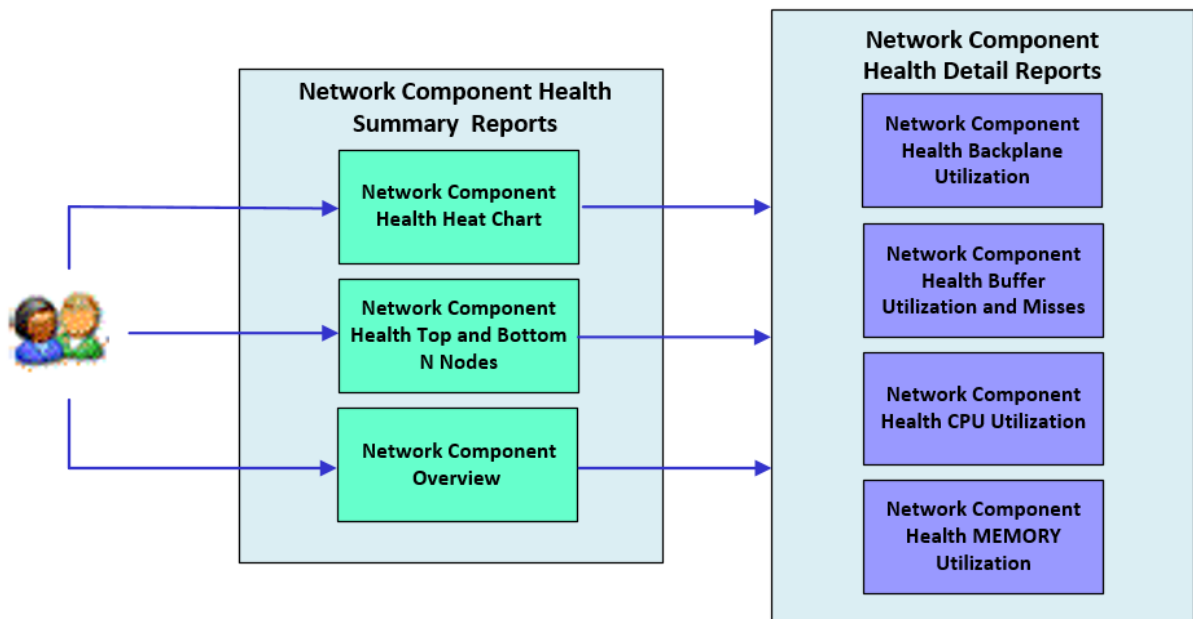 Network Component Health
Summary Reports
Network Component
Health Heat Chart
Network Component
Health Top and Bottom
N Nodes
Network Component
Overview
Network Component
Health Detail Reports
Network Component
Health Backplane
Utilization
Network Component
Health Buffer
Utilization and Misses
Network Component
Health CPU Utilization
Network Component
Health MEMORY
Utilization